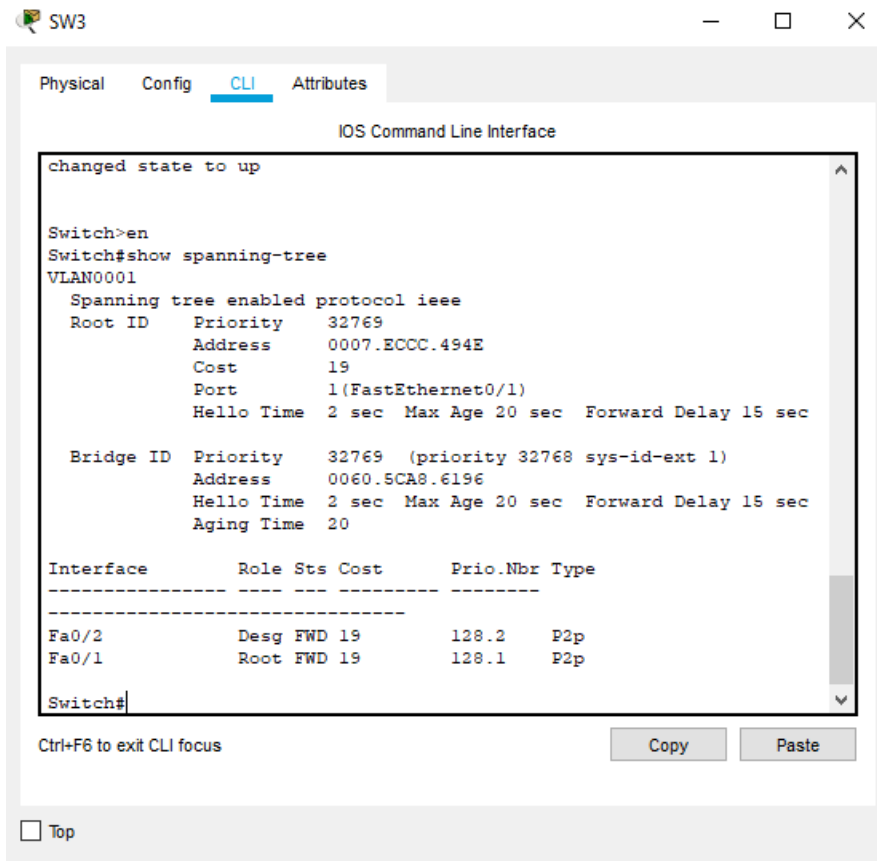 SW3
Physical Config CLI Attributes
IOS Command Line Interface
changed state to up
Switch>en
Switch#show spanning-tree
VLAN0001
  Spanning tree enabled protocol ieee
  Root ID    Priority    32769
             Address     0007.ECCC.494E
             Cost        19
             Port        1(FastEthernet0/1)
             Hello Time  2 sec  Max Age 20 sec  Forward Delay 15 sec
  Bridge ID  Priority    32769  (priority 32768 sys-id-ext 1)
             Address     0060.5CA8.6196
             Hello Time  2 sec  Max Age 20 sec  Forward Delay 15 sec
             Aging Time  20
Interface        Role Sts Cost      Prio.Nbr Type
---------------- ---- --- --------- --------
--------------------------------
Fa0/2            Desg FWD 19        128.2    P2p
Fa0/1            Root FWD 19        128.1    P2p
Switch#
Ctrl+F6 to exit CLI focus Copy Paste
Top